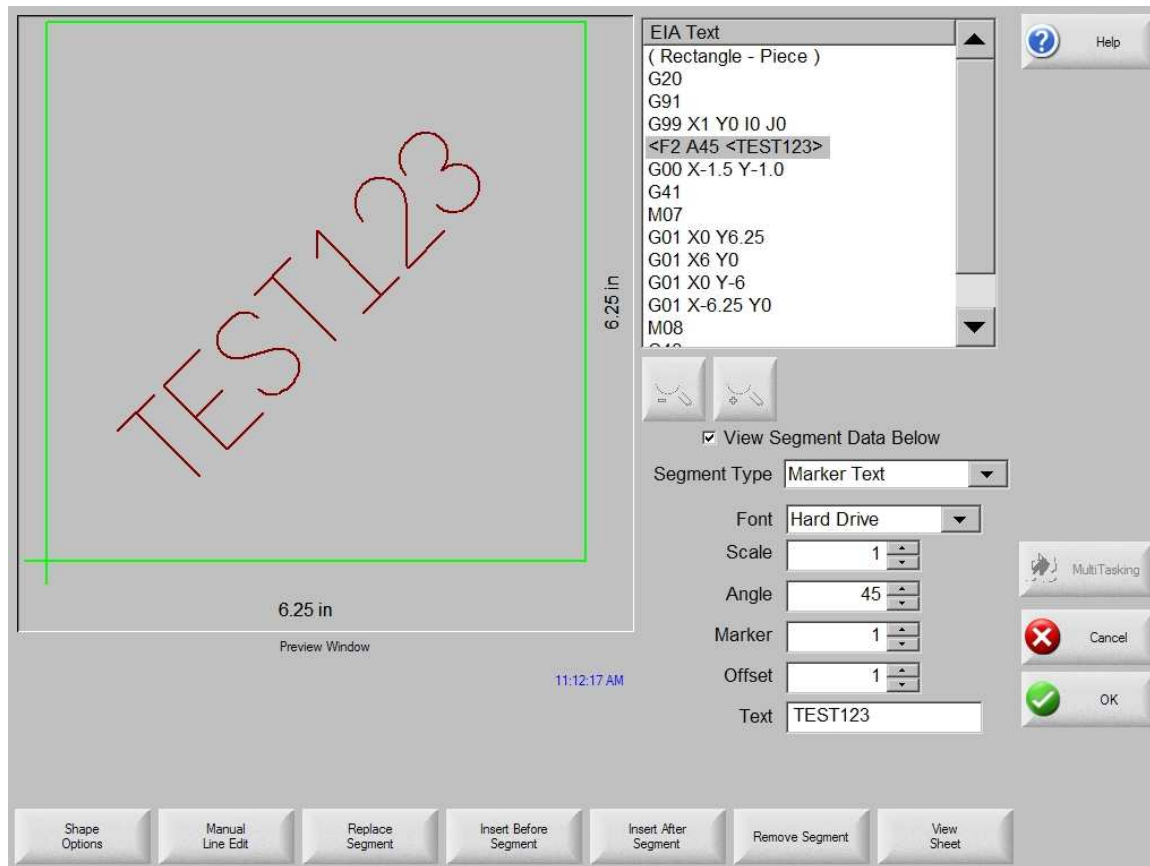 TEST123
6.25 in
6.25 in
Preview Window
11:12:17 AM
EIA Text
( Rectangle - Piece )
G20
G91
G99 X1 Y0 I0 J0
<F2 A45 <TEST123>
G00 X-1.5 Y-1.0
G41
M07
G01 X0 Y6.25
G01 X6 Y0
G01 X0 Y-6
G01 X-6.25 Y0
M08
View Segment Data Below
Segment Type Marker Text
Font Hard Drive
Scale 1
Angle 45
Marker 1
Offset 1
Text TEST123
Help
MultiTasking
Cancel
OK
Shape
Options
Manual
Line Edit
Replace
Segment
Insert Before
Segment
Insert After
Segment
Remove Segment
View
Sheet